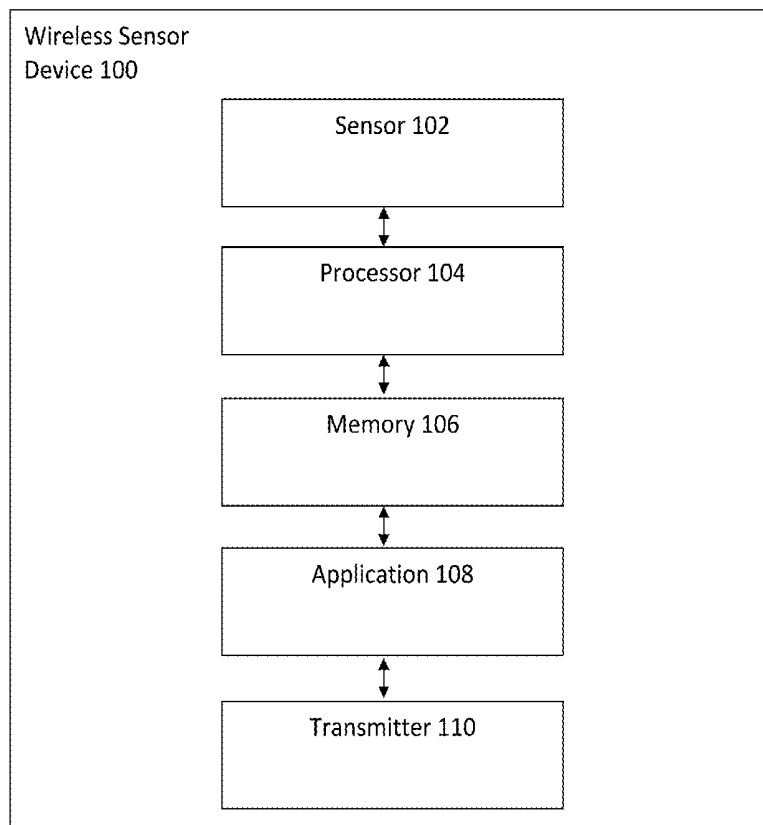 Wireless Sensor
Device 100
Sensor 102
Processor 104
Memory 106
Application 108
Transmitter 110